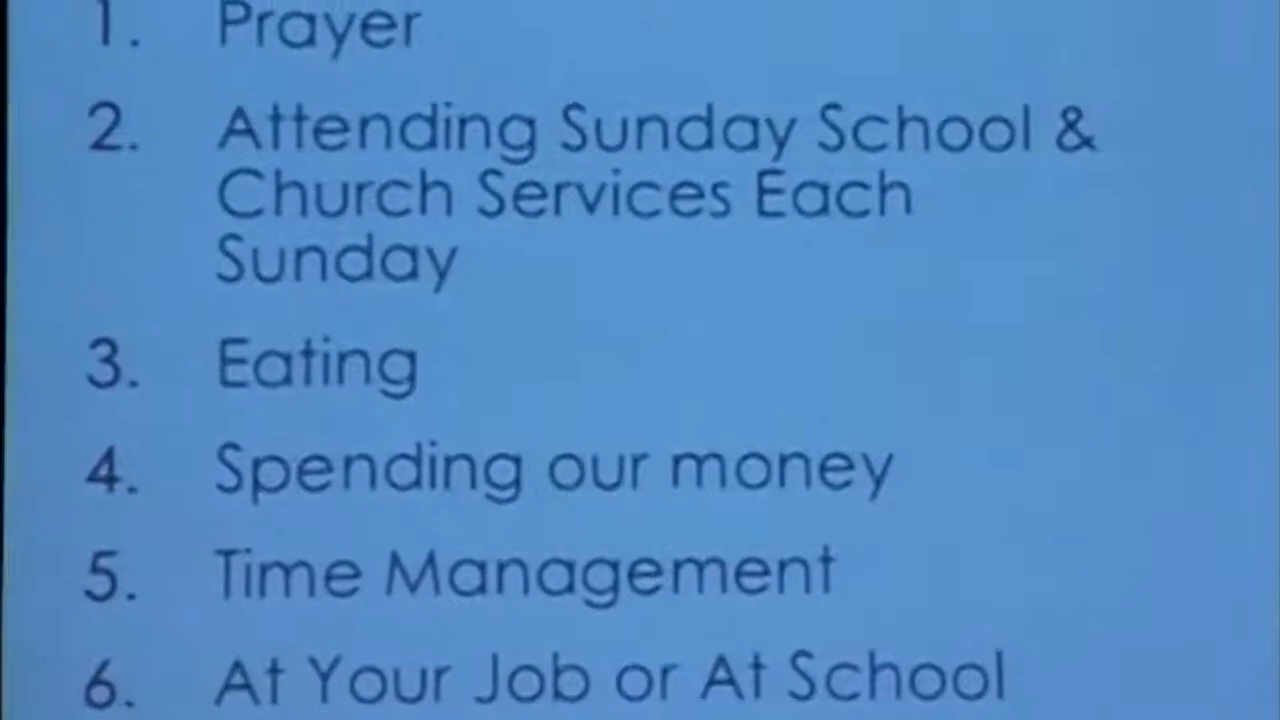 1. Prayer
2. Attending Sunday School &
Church Services Each
Sunday
3. Eating
4. Spending our money
5. Time Management
6. At Your Job or At School